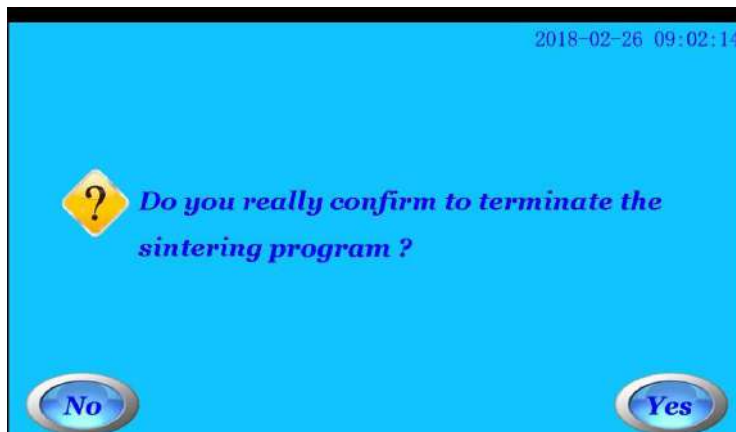 2018-02-26 09:02:14
?
Do you really confirm to terminate the
sintering program ?
No
Yes